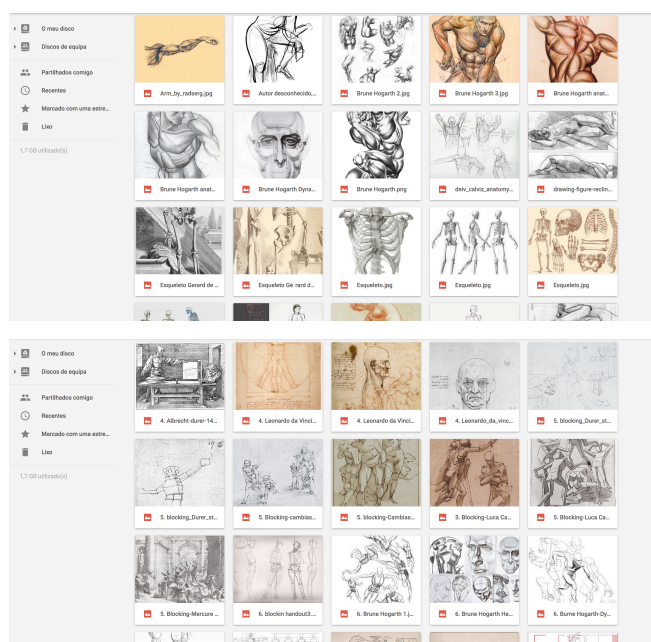 O meu disco
Discos de equipa
Partilhados comigo
Recentes
Marcado com uma estre...
Lixo
1,7 GB utilizado(s)
Arm_by_radserg.jpg
Autor desconhecido,...
Brune Hogarth 2.jpg
Brune Hogarth 3.jpg
Brune Hogarth anat...
Brune Hogarth anat...
Brune Hogarth Dyna...
Brune Hogarth.png
deiv_calviz_anatomy...
drawing-figure-reclin...
Esqueleto Gerard de ...
Esqueleto Gé rard d...
Esqueleto.jpg
Esqueleto.jpg
Esqueleto.jpg
O meu disco
Discos de equipa
Partilhados comigo
Recentes
Marcado com uma estre...
Lixo
1,7 GB utilizado(s)
4. Albrecht-durer-14...
4. Leonardo da Vinci...
4. Leonardo da Vinci...
4. Leonardo_da_vinc...
5. blocking_Durer_st...
5. blocking_Durer_st...
5. Blocking-cambias...
5. blocking-Cambias...
5. Blocking-Luca Ca...
5. Blocking-Luca Ca...
5. Blocking-Mercure ...
6. blockin handout3....
6. Brune Hogarth 1.j...
6. Brune Hogarth He...
6. Burne Hogarth-Dy...